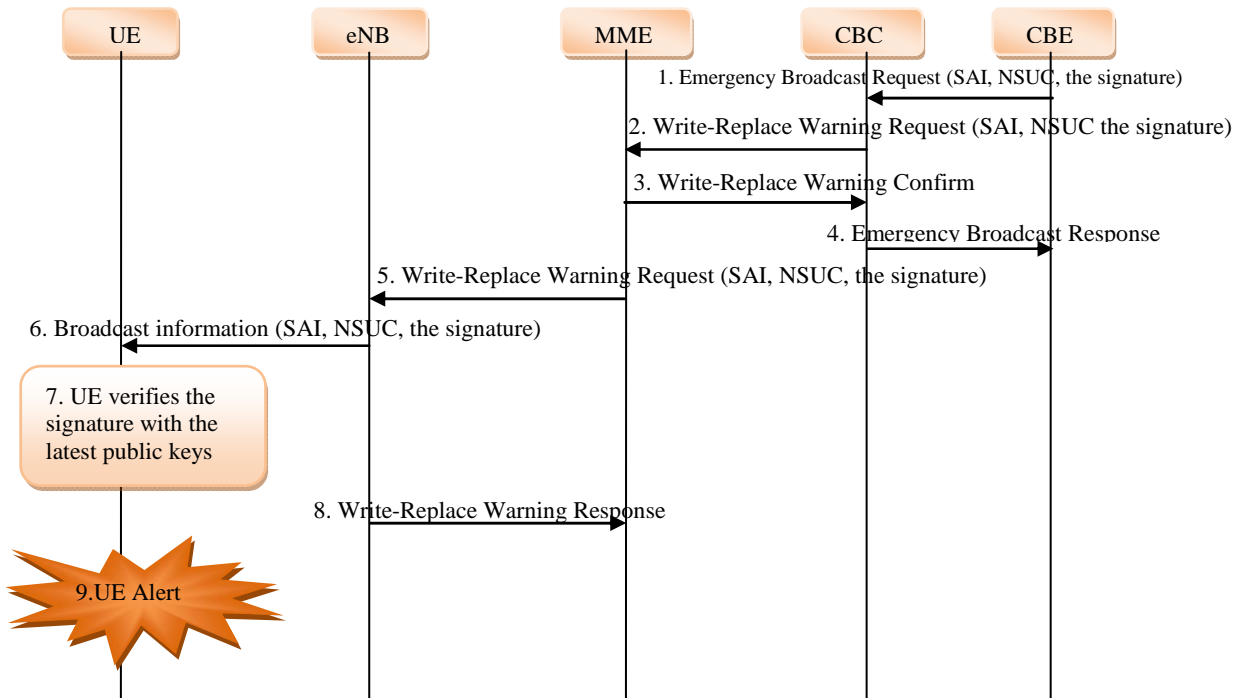 UE
eNB
MME
CBC
CBE
1. Emergency Broadcast Request (SAI, NSUC, the signature)
2. Write-Replace Warning Request (SAI, NSUC the signature)
3. Write-Replace Warning Confirm
4. Emergency Broadcast Response
5. Write-Replace Warning Request (SAI, NSUC, the signature)
6. Broadcast information (SAI, NSUC, the signature)
7. UE verifies the
signature with the
latest public keys
8. Write-Replace Warning Response
9.UE Alert